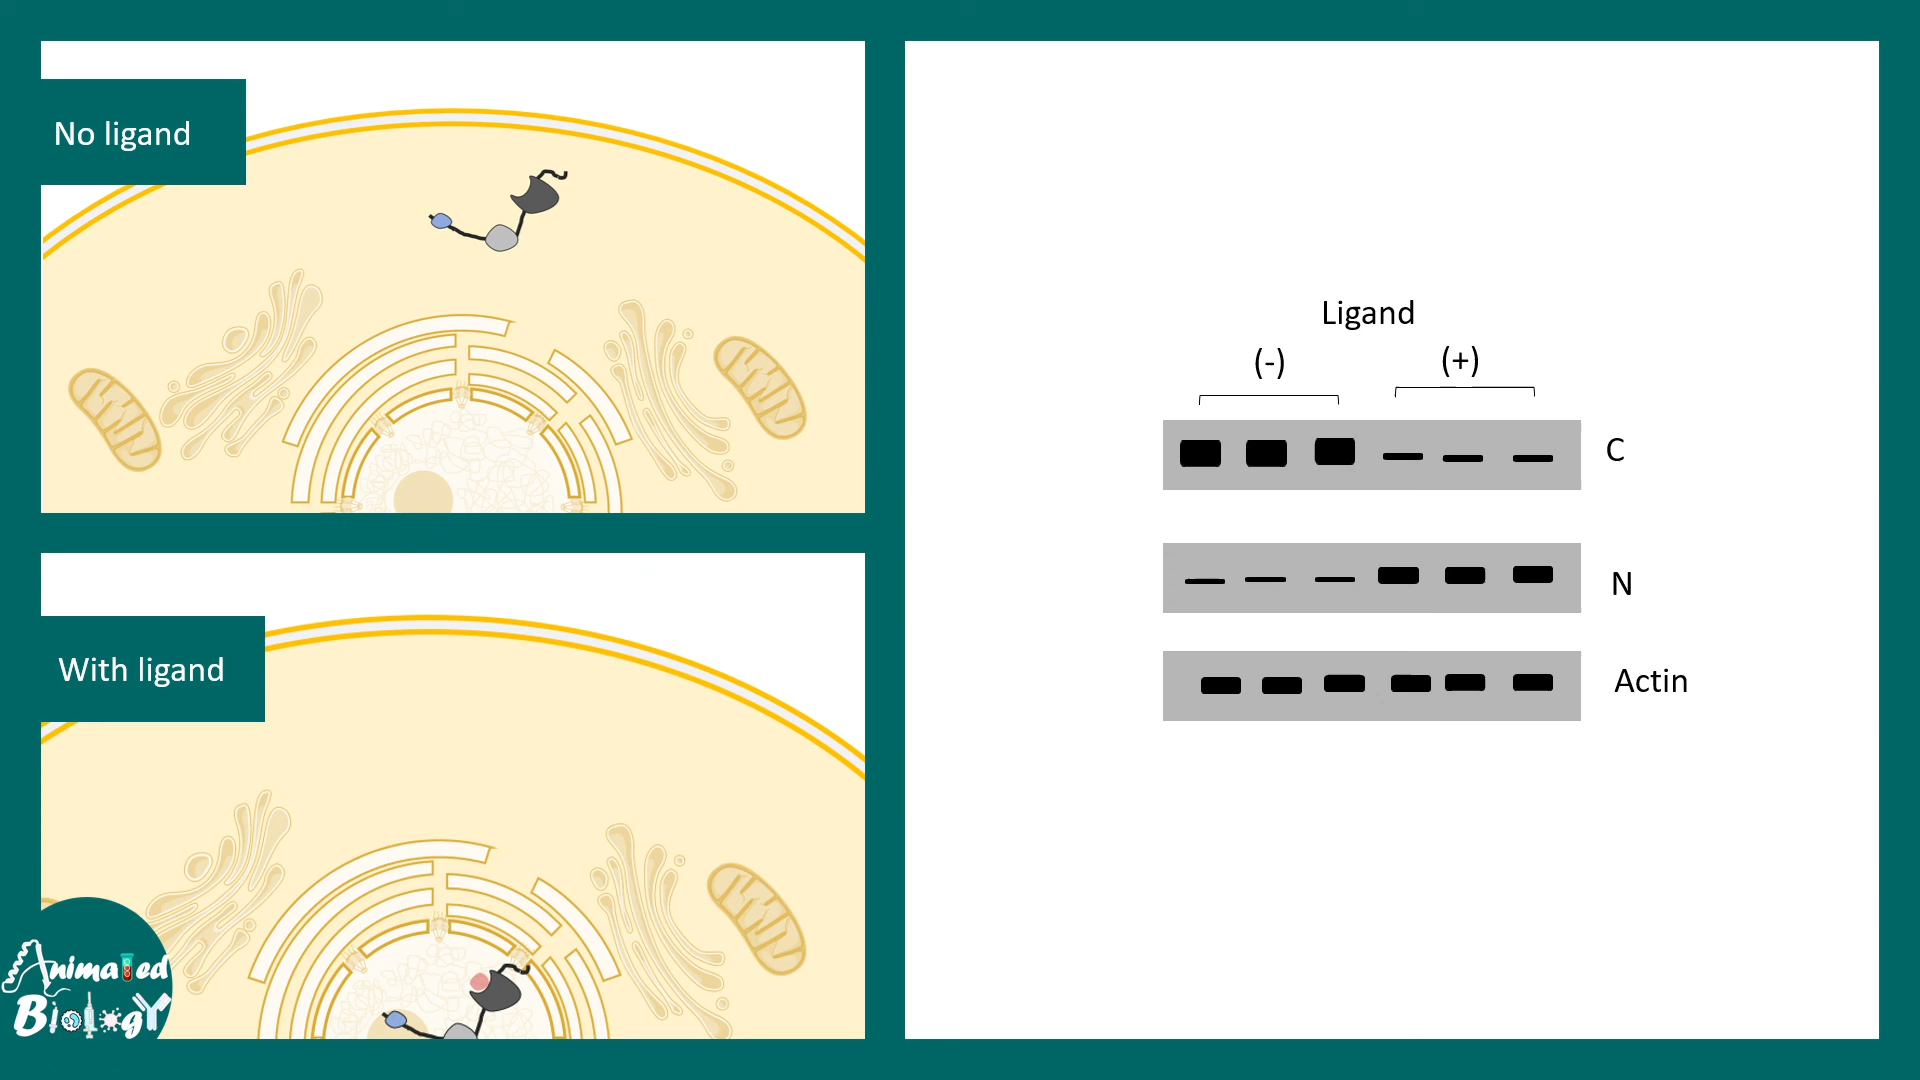 No ligand
With ligand
Animated
Biology
Ligand
(-) (+)
C
N
Actin